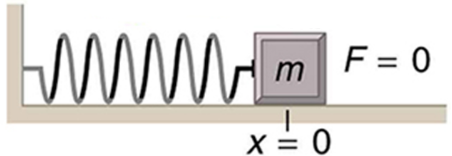 m
F = 0
x = 0